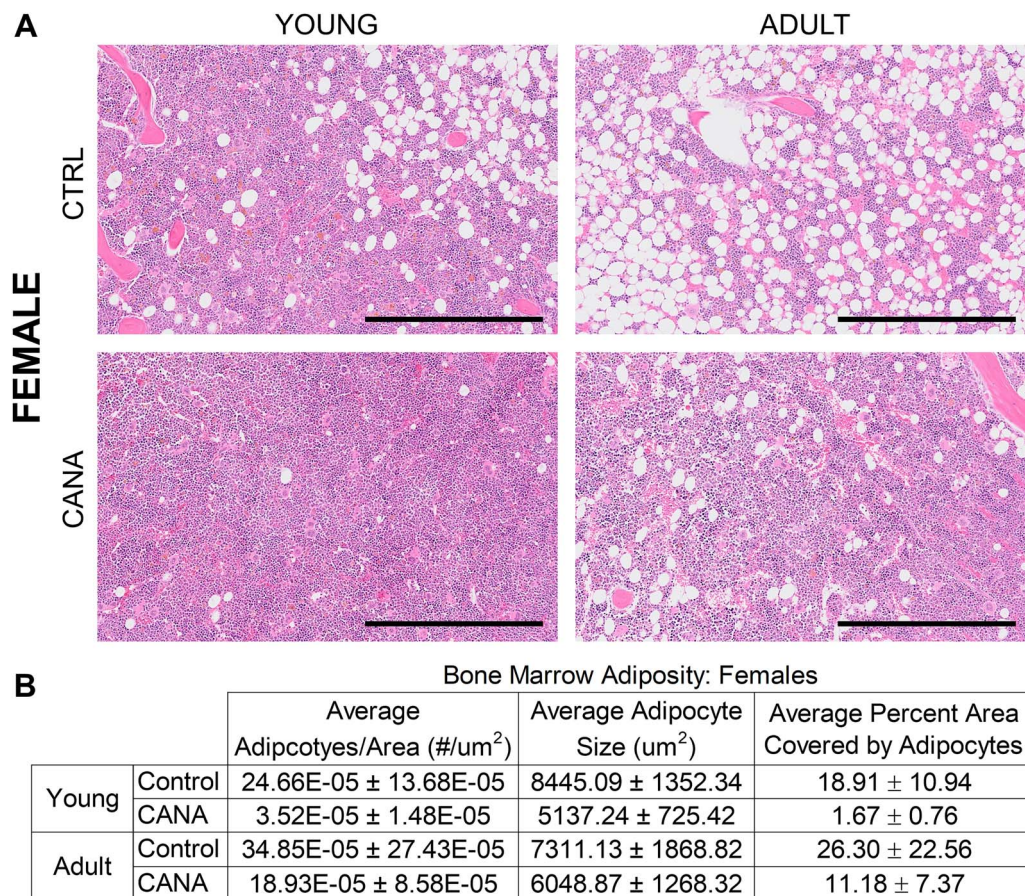 A
YOUNG
ADULT
FEMALE
CTRL
CANA
B
Bone Marrow Adiposity: Females
Average Adipcotyes/Area (#/um²)
Average Adipocyte Size (um²)
Average Percent Area Covered by Adipocytes
Young
Control 24.66E-05 ± 13.68E-05 8445.09 ± 1352.34 18.91 ± 10.94
CANA 3.52E-05 ± 1.48E-05 5137.24 ± 725.42 1.67 ± 0.76
Adult
Control 34.85E-05 ± 27.43E-05 7311.13 ± 1868.82 26.30 ± 22.56
CANA 18.93E-05 ± 8.58E-05 6048.87 ± 1268.32 11.18 ± 7.37